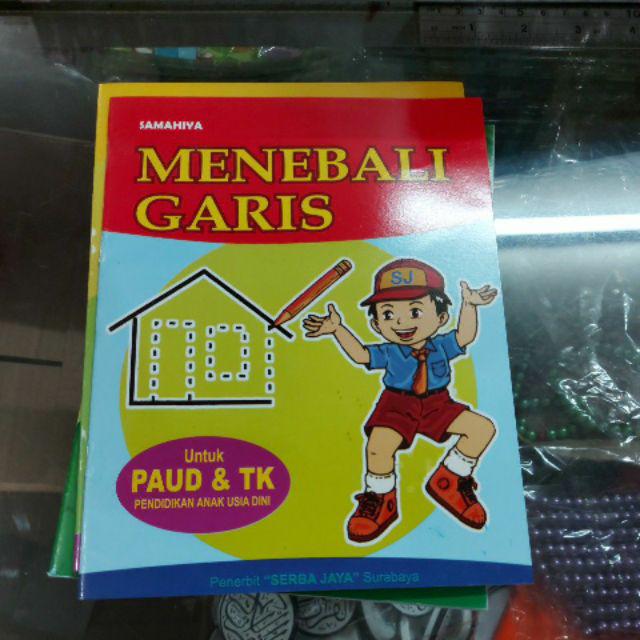 SAMAHIYA
MENEBALI
GARIS
SJ
Untuk
PAUD & TK
PENDIDIKAN ANAK USIA DINI
Penerbit "SERBA JAYA" Surabaya